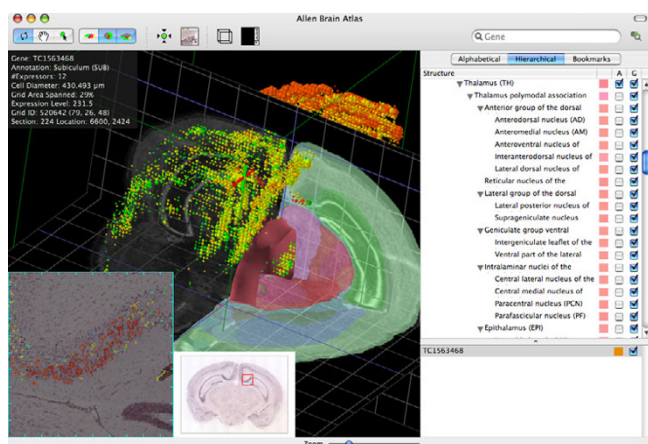 Allen Brain Atlas
Gene
Gene: TC1563468
Annotation: Subiculum (SUB)
#Expressors: 12
Cell Diameter: 430.493 µm
Grid Area Spanned: 29%
Expression Level: 231.5
Grid ID: 520642 (79, 26, 48)
Section: 224 Location: 6600, 2424
Alphabetical Hierarchical Bookmarks
Structure A G
Thalamus (TH)
Thalamus polymodal association
Anterior group of the dorsal
Anterodorsal nucleus (AD)
Anteromedial nucleus (AM)
Anteroventral nucleus of
Interanterodorsal nucleus of
Lateral dorsal nucleus of
Reticular nucleus of the
Lateral group of the dorsal
Lateral posterior nucleus of
Suprageniculate nucleus
Geniculate group ventral
Intergeniculate leaflet of the
Ventral part of the lateral
Intralaminar nuclei of the
Central lateral nucleus of the
Central medial nucleus of
Paracentral nucleus (PCN)
Parafascicular nucleus (PF)
Epithalamus (EPI)
TC1563468
Zoom